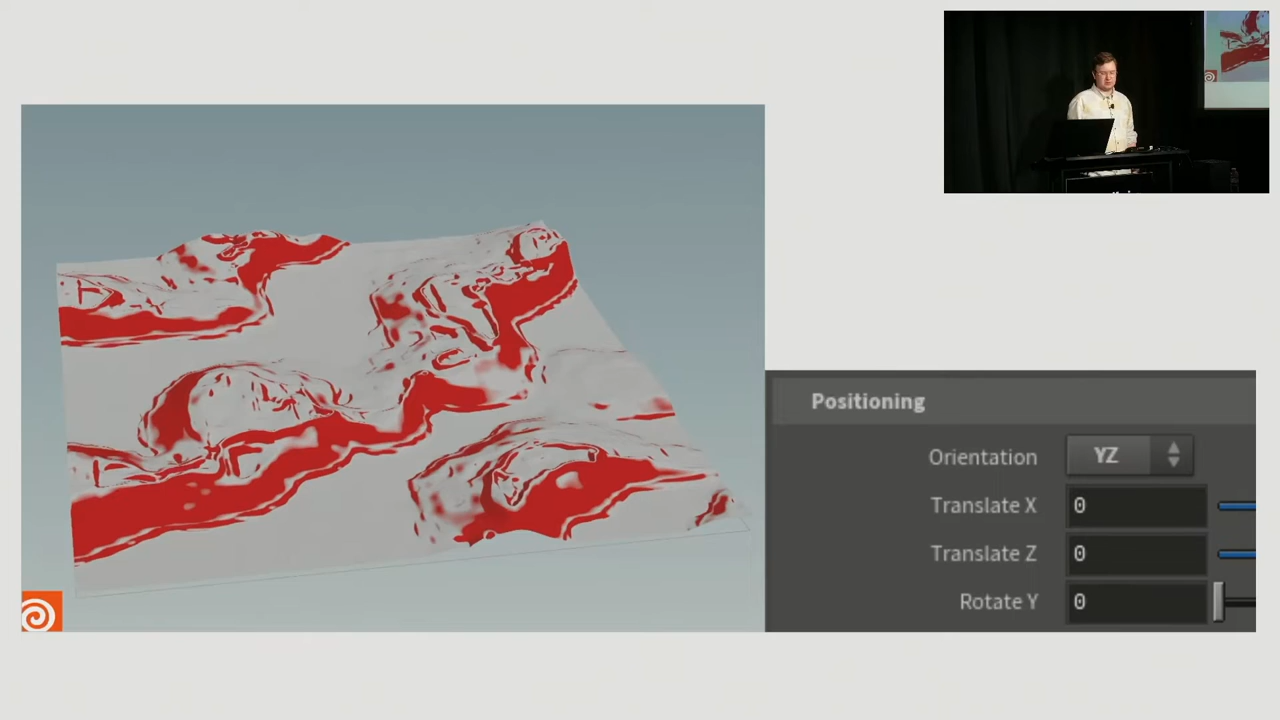 Positioning
Orientation YZ
Translate X 0
Translate Z 0
Rotate Y 0